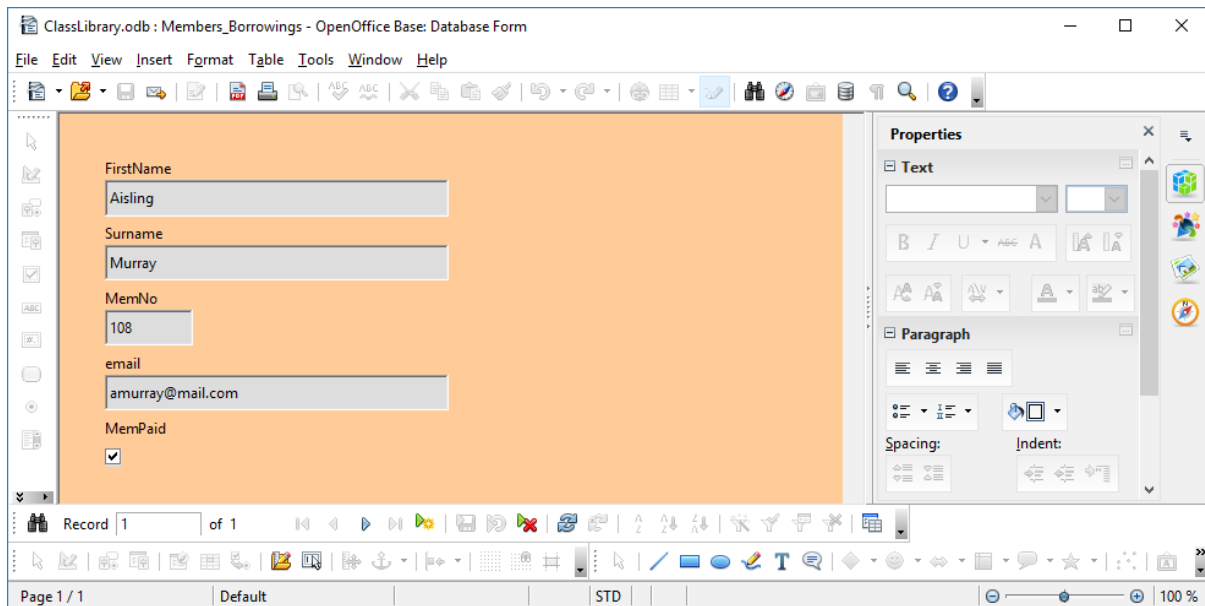 ClassLibrary.odb : Members_Borrowings - OpenOffice Base: Database Form
File Edit View Insert Format Table Tools Window Help
Properties
Text
FirstName
Aisling
Surname
Murray
MemNo
108
email
amurray@mail.com
MemPaid
Paragraph
Spacing: Indent:
Record 1 of 1
Page 1 / 1 Default STD 100 %